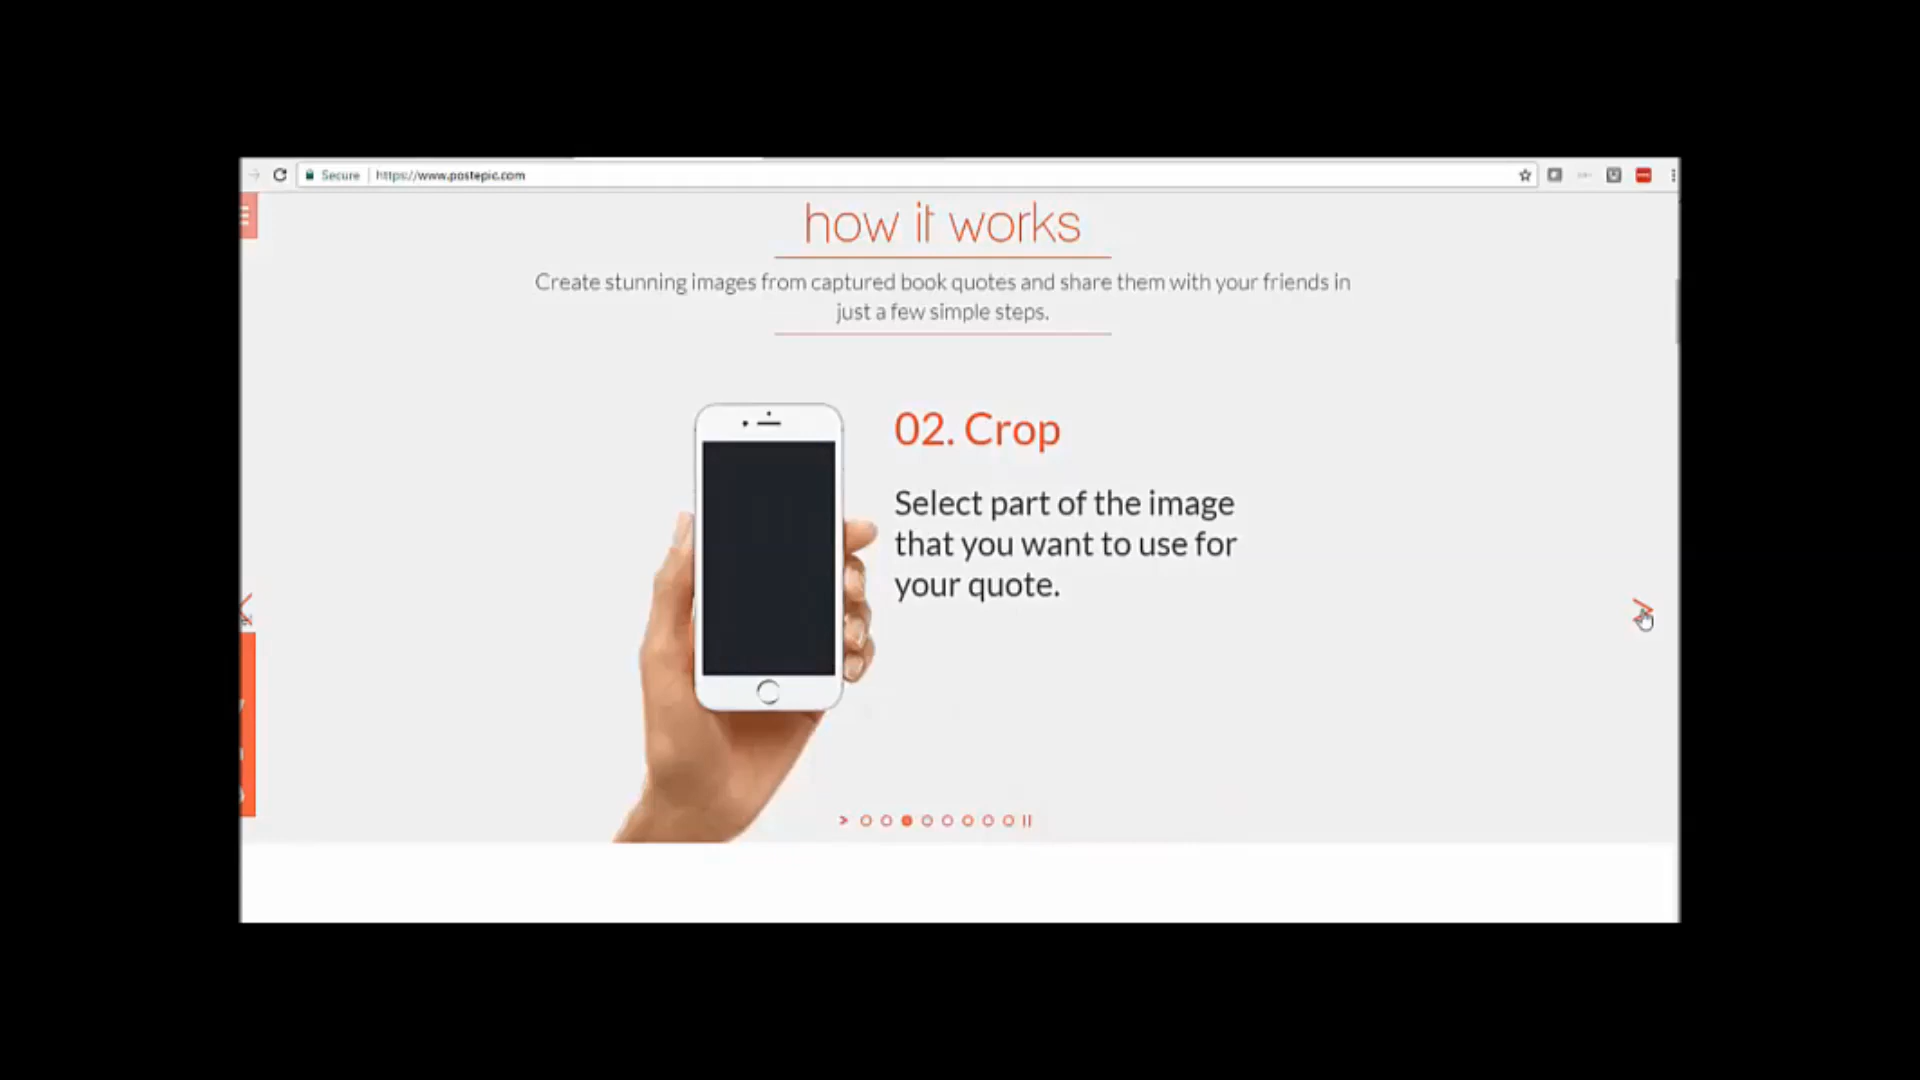 Secure https://www.postepic.com
how it works
Create stunning images from captured book quotes and share them with your friends in
just a few simple steps.
02. Crop
Select part of the image
that you want to use for
your quote.